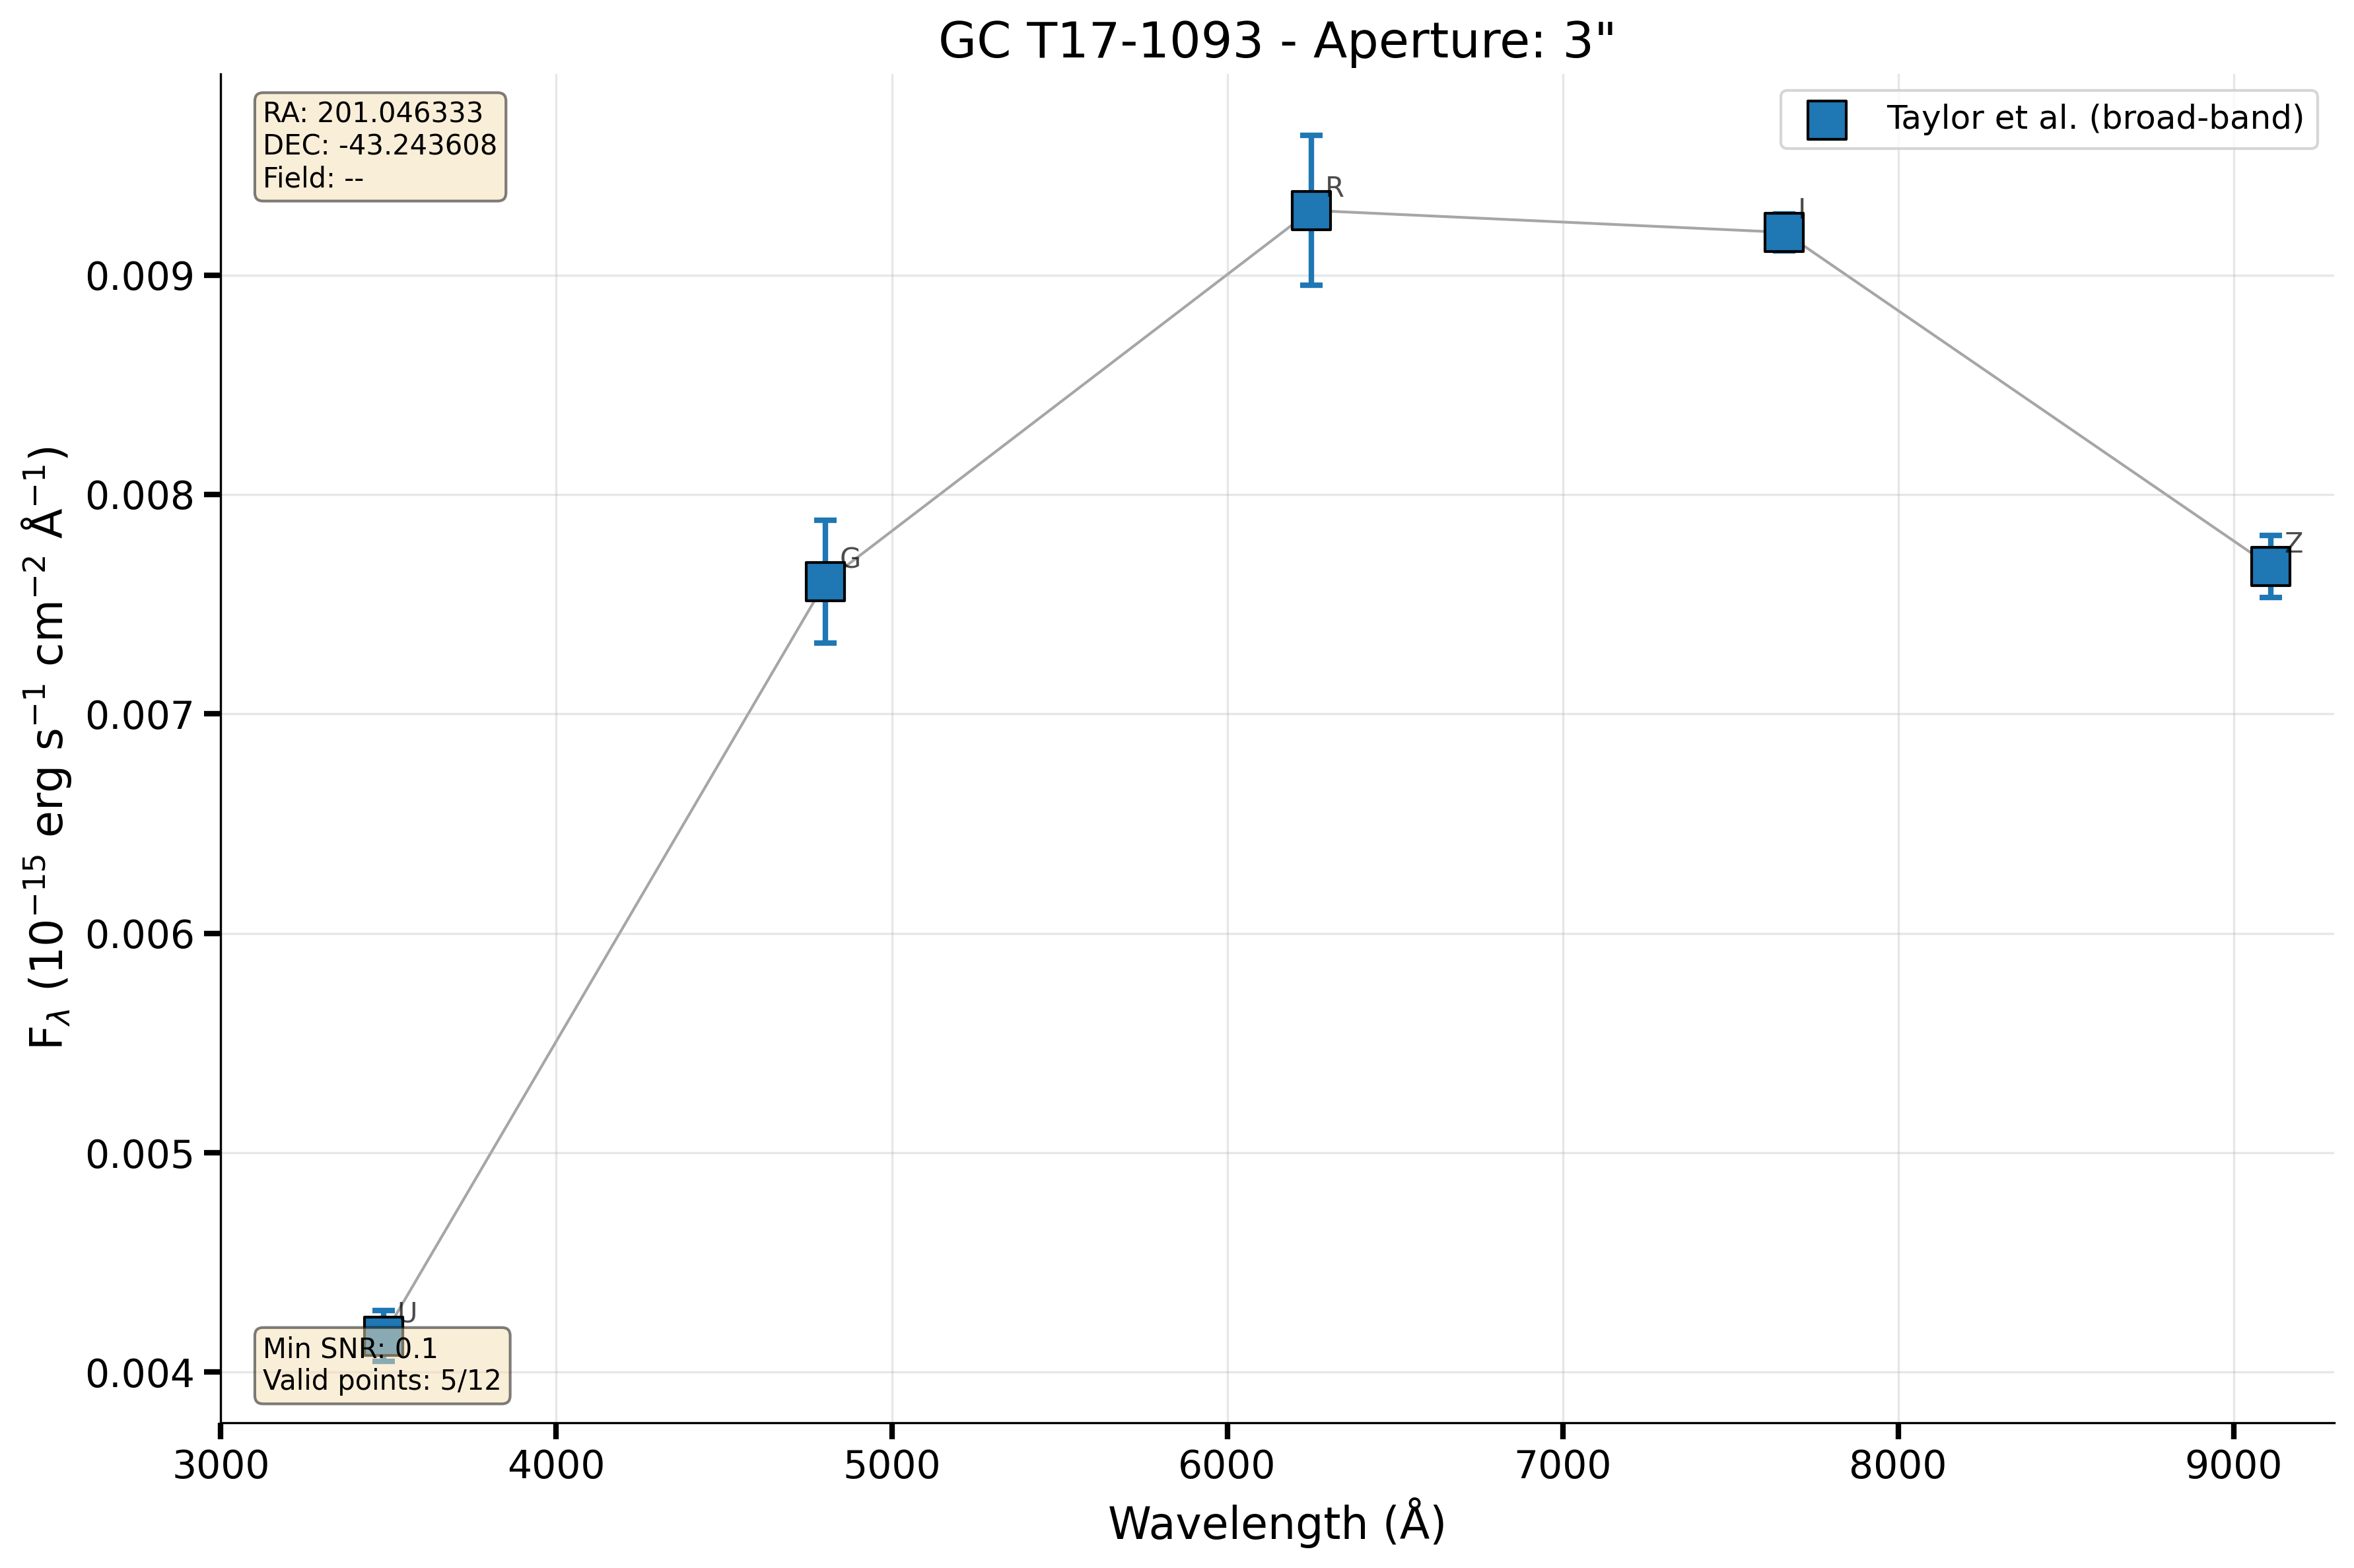 GC T17-1093 - Aperture: 3"
RA: 201.046333
DEC: -43.243608
Field: --
Taylor et al. (broad-band)
R
I
G
Z
U
Min SNR: 0.1
Valid points: 5/12
0.009
0.008
0.007
0.006
0.005
0.004
F_λ (10⁻¹⁵ erg s⁻¹ cm⁻² Å⁻¹)
3000 4000 5000 6000 7000 8000 9000
Wavelength (Å)